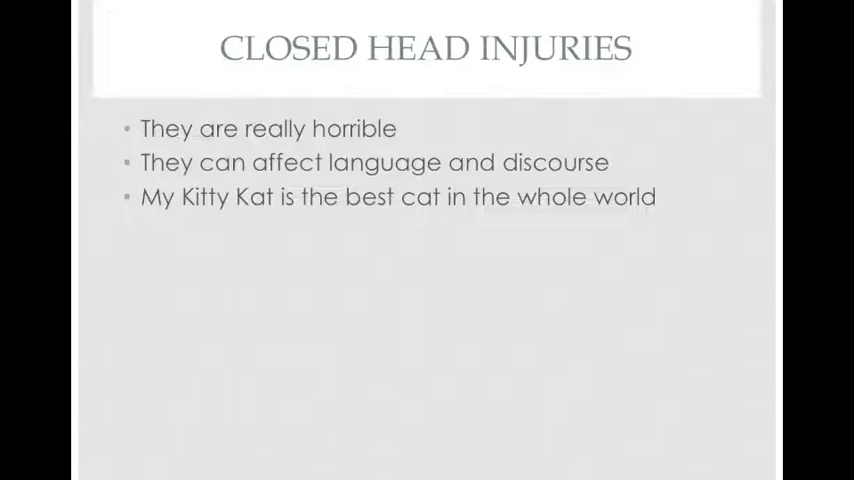 CLOSED HEAD INJURIES
• They are really horrible
• They can affect language and discourse
• My Kitty Kat is the best cat in the whole world